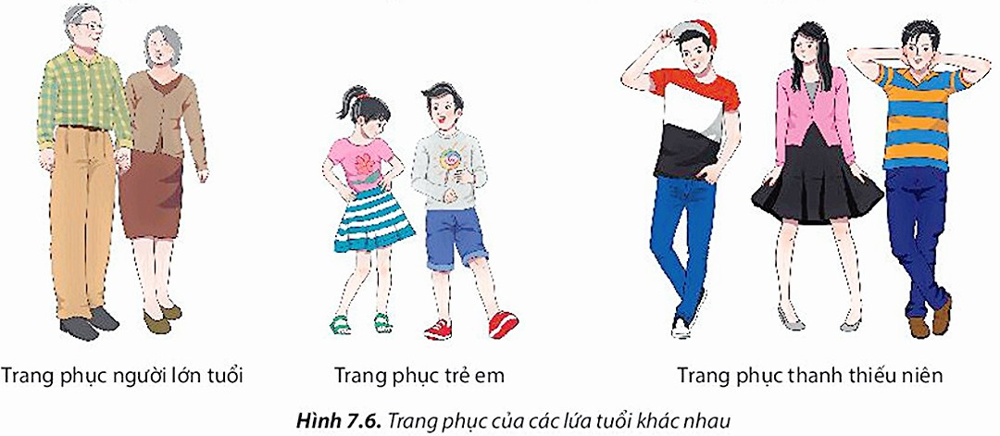 Trang phục người lớn tuổi
Trang phục trẻ em
Trang phục thanh thiếu niên
Hình 7.6. Trang phục của các lứa tuổi khác nhau